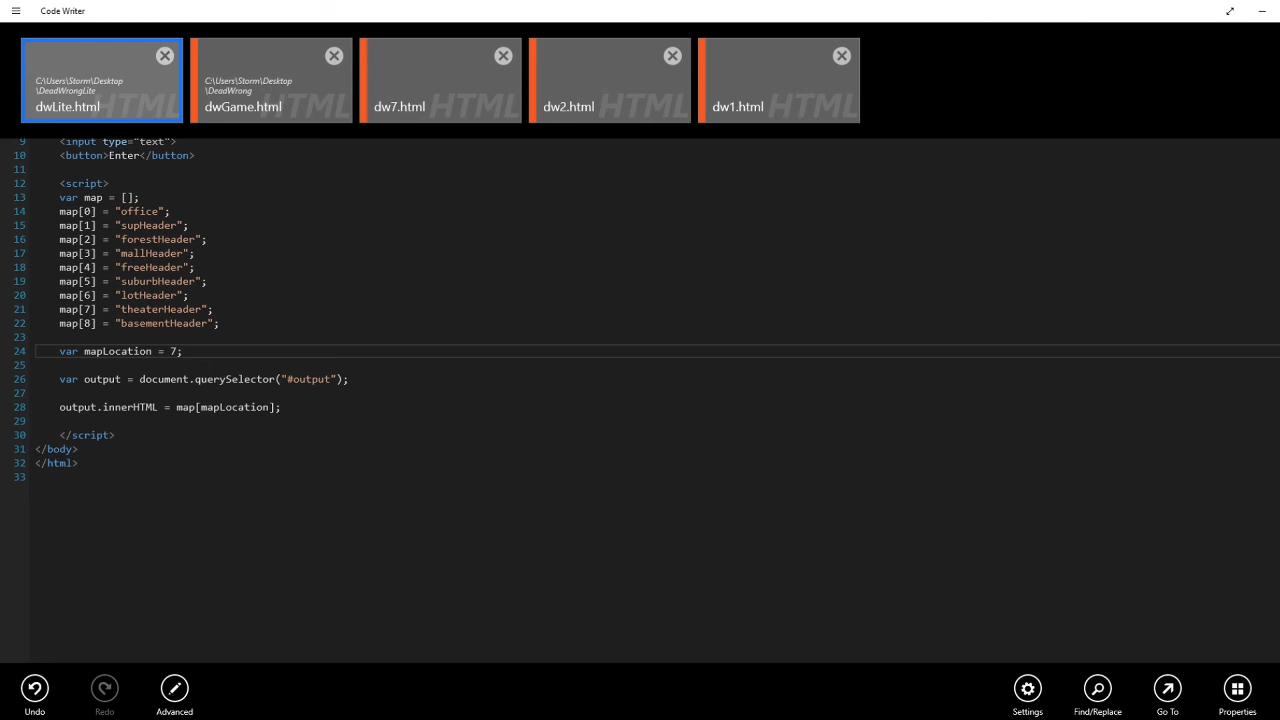 Code Writer
C:\Users\Storm\Desktop
\DeadWrongLite
dwLite.html
HTML
C:\Users\Storm\Desktop
\DeadWrong
dwGame.html
HTML
dw7.html
HTML
dw2.html
HTML
dw1.html
HTML
9 <input type="text">
10 <button>Enter</button>
11
12 <script>
13 var map = [];
14 map[0] = "office";
15 map[1] = "supHeader";
16 map[2] = "forestHeader";
17 map[3] = "mallHeader";
18 map[4] = "freeHeader";
19 map[5] = "suburbHeader";
20 map[6] = "lotHeader";
21 map[7] = "theaterHeader";
22 map[8] = "basementHeader";
23
24 var mapLocation = 7;
25
26 var output = document.querySelector("#output");
27
28 output.innerHTML = map[mapLocation];
29
30 </script>
31 </body>
32 </html>
33
Undo
Redo
Advanced
Settings
Find/Replace
Go To
Properties